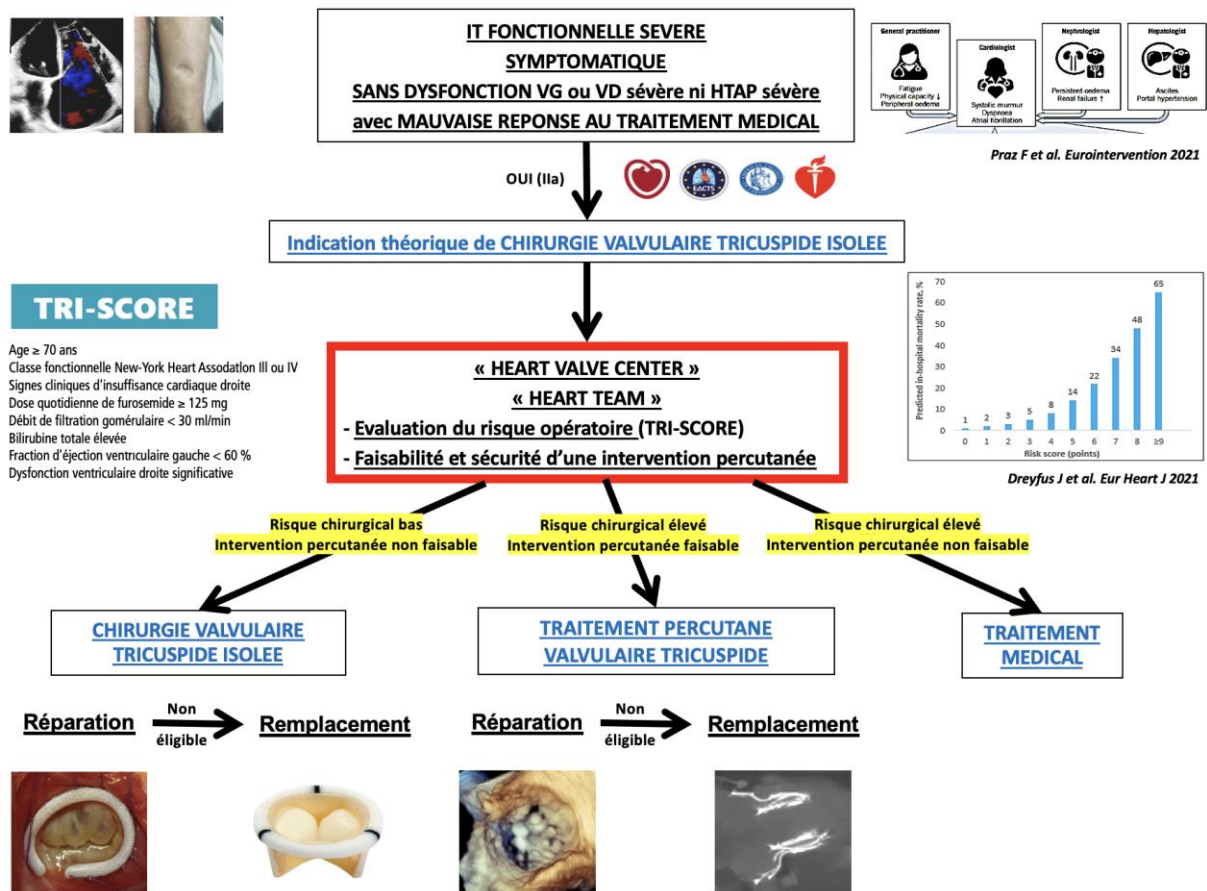 IT FONCTIONNELLE SEVERE
SYMPTOMATIQUE
SANS DYSFONCTION VG ou VD sévère ni HTAP sévère
avec MAUVAISE REPONSE AU TRAITEMENT MEDICAL
General practitioner
Fatigue
Physical capacity ↓
Peripheral oedema
Cardiologist
Systolic murmur
Dyspnoea
Atrial fibrillation
Nephrologist
Persistent oedema
Renal failure ↑
Hepatologist
Ascites
Portal hypertension
Praz F et al. Eurointervention 2021
OUI (IIa)
EACTS
Indication théorique de CHIRURGIE VALVULAIRE TRICUSPIDE ISOLEE
TRI-SCORE
Age ≥ 70 ans
Classe fonctionnelle New-York Heart Assodatlon Ill ou IV
Signes cliniques d'insuffisance cardiaque droite
Dose quotidienne de furosemide ≥ 125 mg
Débit de filtration gomérulaire < 30 ml/min
Bilirubine totale élevée
Fraction d'éjection ventriculaire gauche < 60 %
Dysfonction ventriculaire droite significative
« HEART VALVE CENTER »
« HEART TEAM »
- Evaluation du risque opératoire (TRI-SCORE)
- Faisabilité et sécurité d'une intervention percutanée
Predicted in-hospital mortality rate, %
70
60
50
40
30
20
10
0
1 2 3 5 8 14 22 34 48 65
0 1 2 3 4 5 6 7 8 ≥9
Risk score (points)
Dreyfus J et al. Eur Heart J 2021
Risque chirurgical bas
Intervention percutanée non faisable
Risque chirurgical élevé
Intervention percutanée faisable
Risque chirurgical élevé
Intervention percutanée non faisable
CHIRURGIE VALVULAIRE
TRICUSPIDE ISOLEE
TRAITEMENT PERCUTANE
VALVULAIRE TRICUSPIDE
TRAITEMENT
MEDICAL
Réparation
Non
éligible
Remplacement
Réparation
Non
éligible
Remplacement